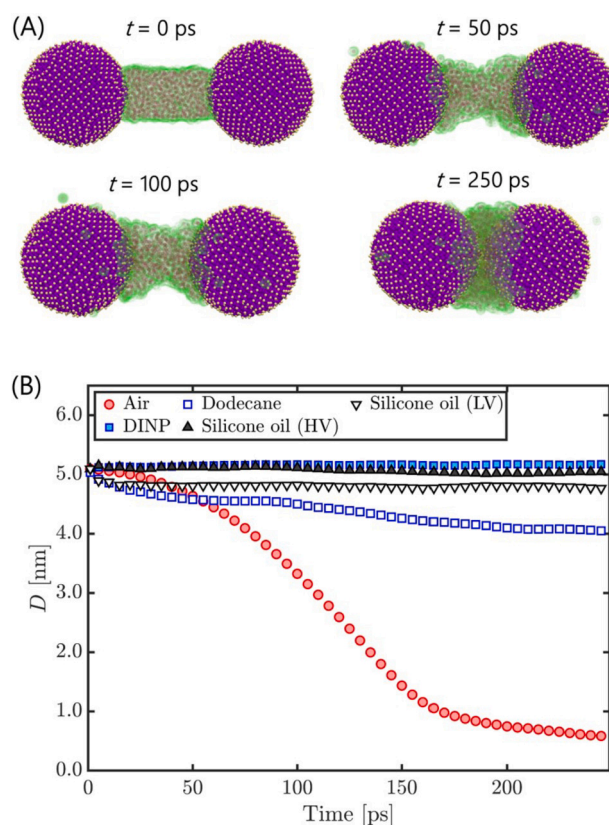 (A)
t = 0 ps
t = 50 ps
t = 100 ps
t = 250 ps
(B)
Air
Dodecane
Silicone oil (LV)
DINP
Silicone oil (HV)
6.0
5.0
4.0
3.0
2.0
1.0
0.0
D [nm]
0
50
100
150
200
Time [ps]